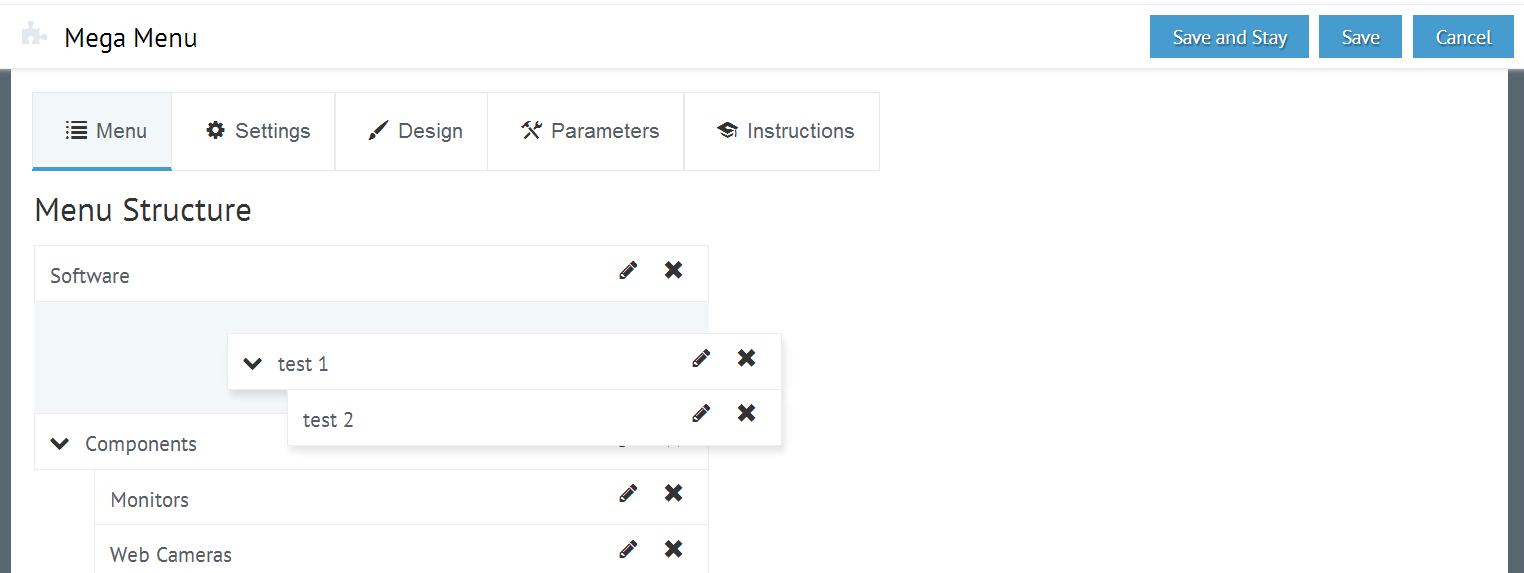 Mega Menu
Save and Stay
Save
Cancel
Menu
Settings
Design
Parameters
Instructions
Menu Structure
Software
test 1
test 2
Components
Monitors
Web Cameras